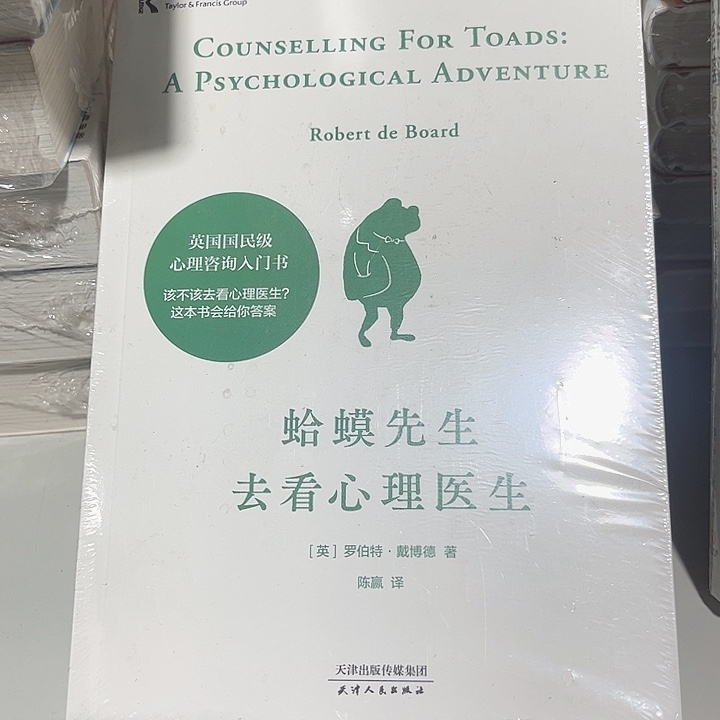 Taylor & Francis Group
COUNSELLING FOR TOADS:
A PSYCHOLOGICAL ADVENTURE
Robert de Board
英国国民级
心理咨询入门书
该不该去看心理医生？
这本书会给你答案
蛤蟆先生
去看心理医生
［英］罗伯特·戴博德 著
陈赢 译
天津出版传媒集团
天津人民出版社